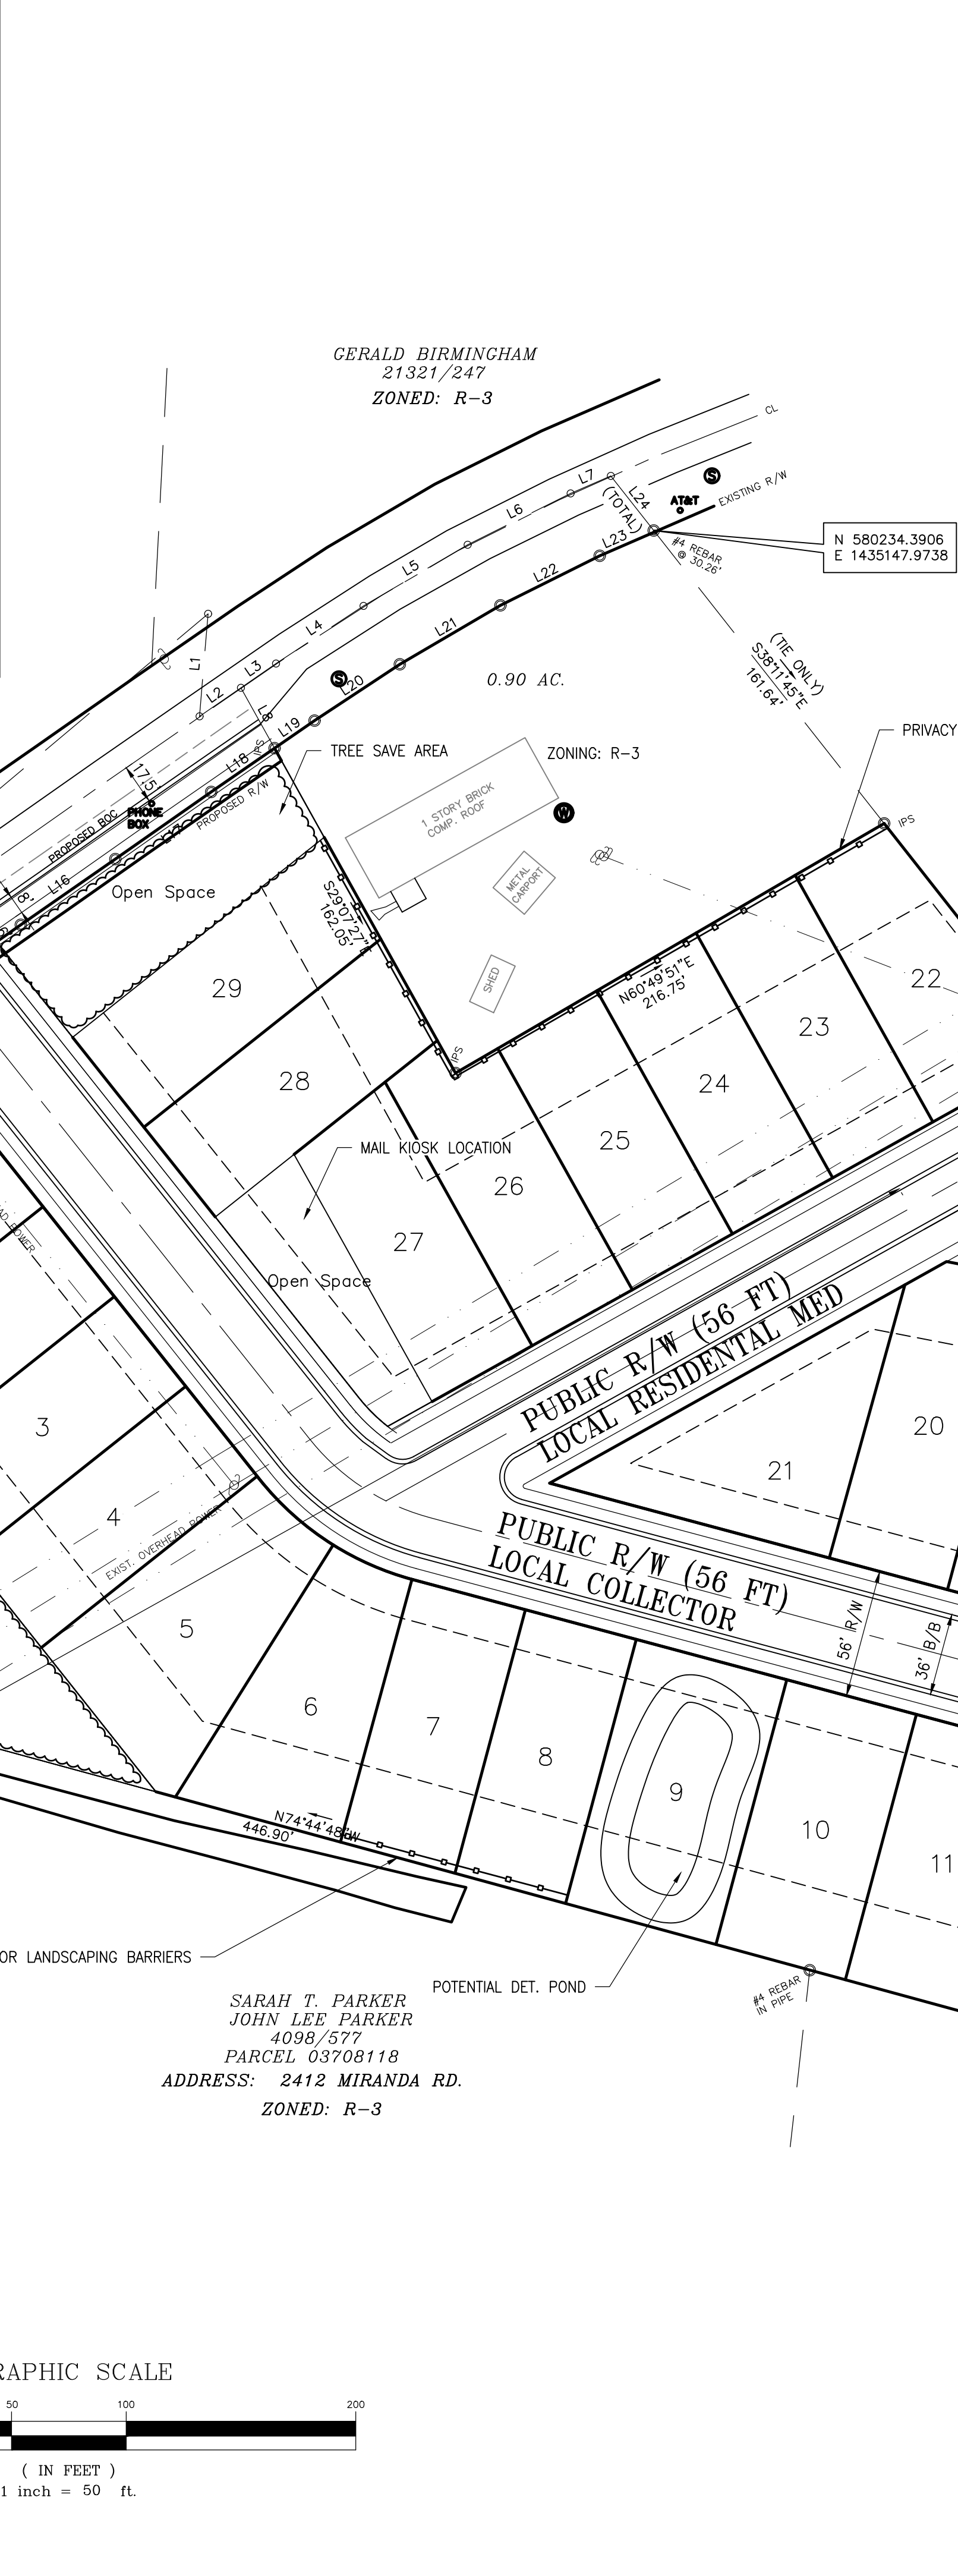 GERALD BIRMINGHAM
21321/247
ZONED: R-3
CL
L7
L24
(TOTAL)
AT&T
EXISTING R/W
S
L6
L23
#4 REBAR
@ 30.26'
N 580234.3906
E 1435147.9738
L5
L22
L4
L21
L1
L3
L2
L20
S
L8
L19
IPS
0.90 AC.
(TIE ONLY)
S38°11'45"E
161.64'
PRIVACY
TREE SAVE AREA
ZONING: R-3
L18
17.5'
PHONE
BOX
PROPOSED R/W
L17
PROPOSED BOC
1 STORY BRICK
COMP. ROOF
W
IPS
METAL
CARPORT
L16
8'
Open Space
S29°07'27"E
162.05'
SHED
N60°49'51"E
216.75'
29
22
23
IPS
28
24
25
MAIL KIOSK LOCATION
26
27
Open Space
PUBLIC R/W (56 FT)
LOCAL RESIDENTIAL MED
3
20
21
4
EXIST. OVERHEAD POWER
PUBLIC R/W (56 FT)
LOCAL COLLECTOR
5
56' R/W
36' B/B
6
7
8
9
10
11
N74°44'48"W
446.90'
OR LANDSCAPING BARRIERS
POTENTIAL DET. POND
#4 REBAR
IN PIPE
SARAH T. PARKER
JOHN LEE PARKER
4098/577
PARCEL 03708118
ADDRESS: 2412 MIRANDA RD.
ZONED: R-3
RAPHIC SCALE
50 100 200
( IN FEET )
1 inch = 50 ft.